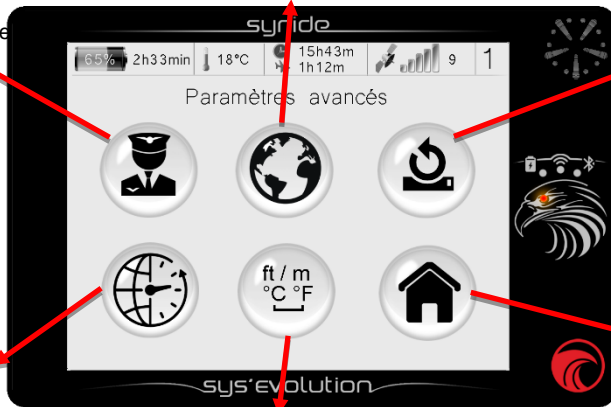 syride
e
65% 2h33min 18°C 15h43m 9 1
1h12m
Paramètres avancés
ft / m
°C °F
sys'evolution